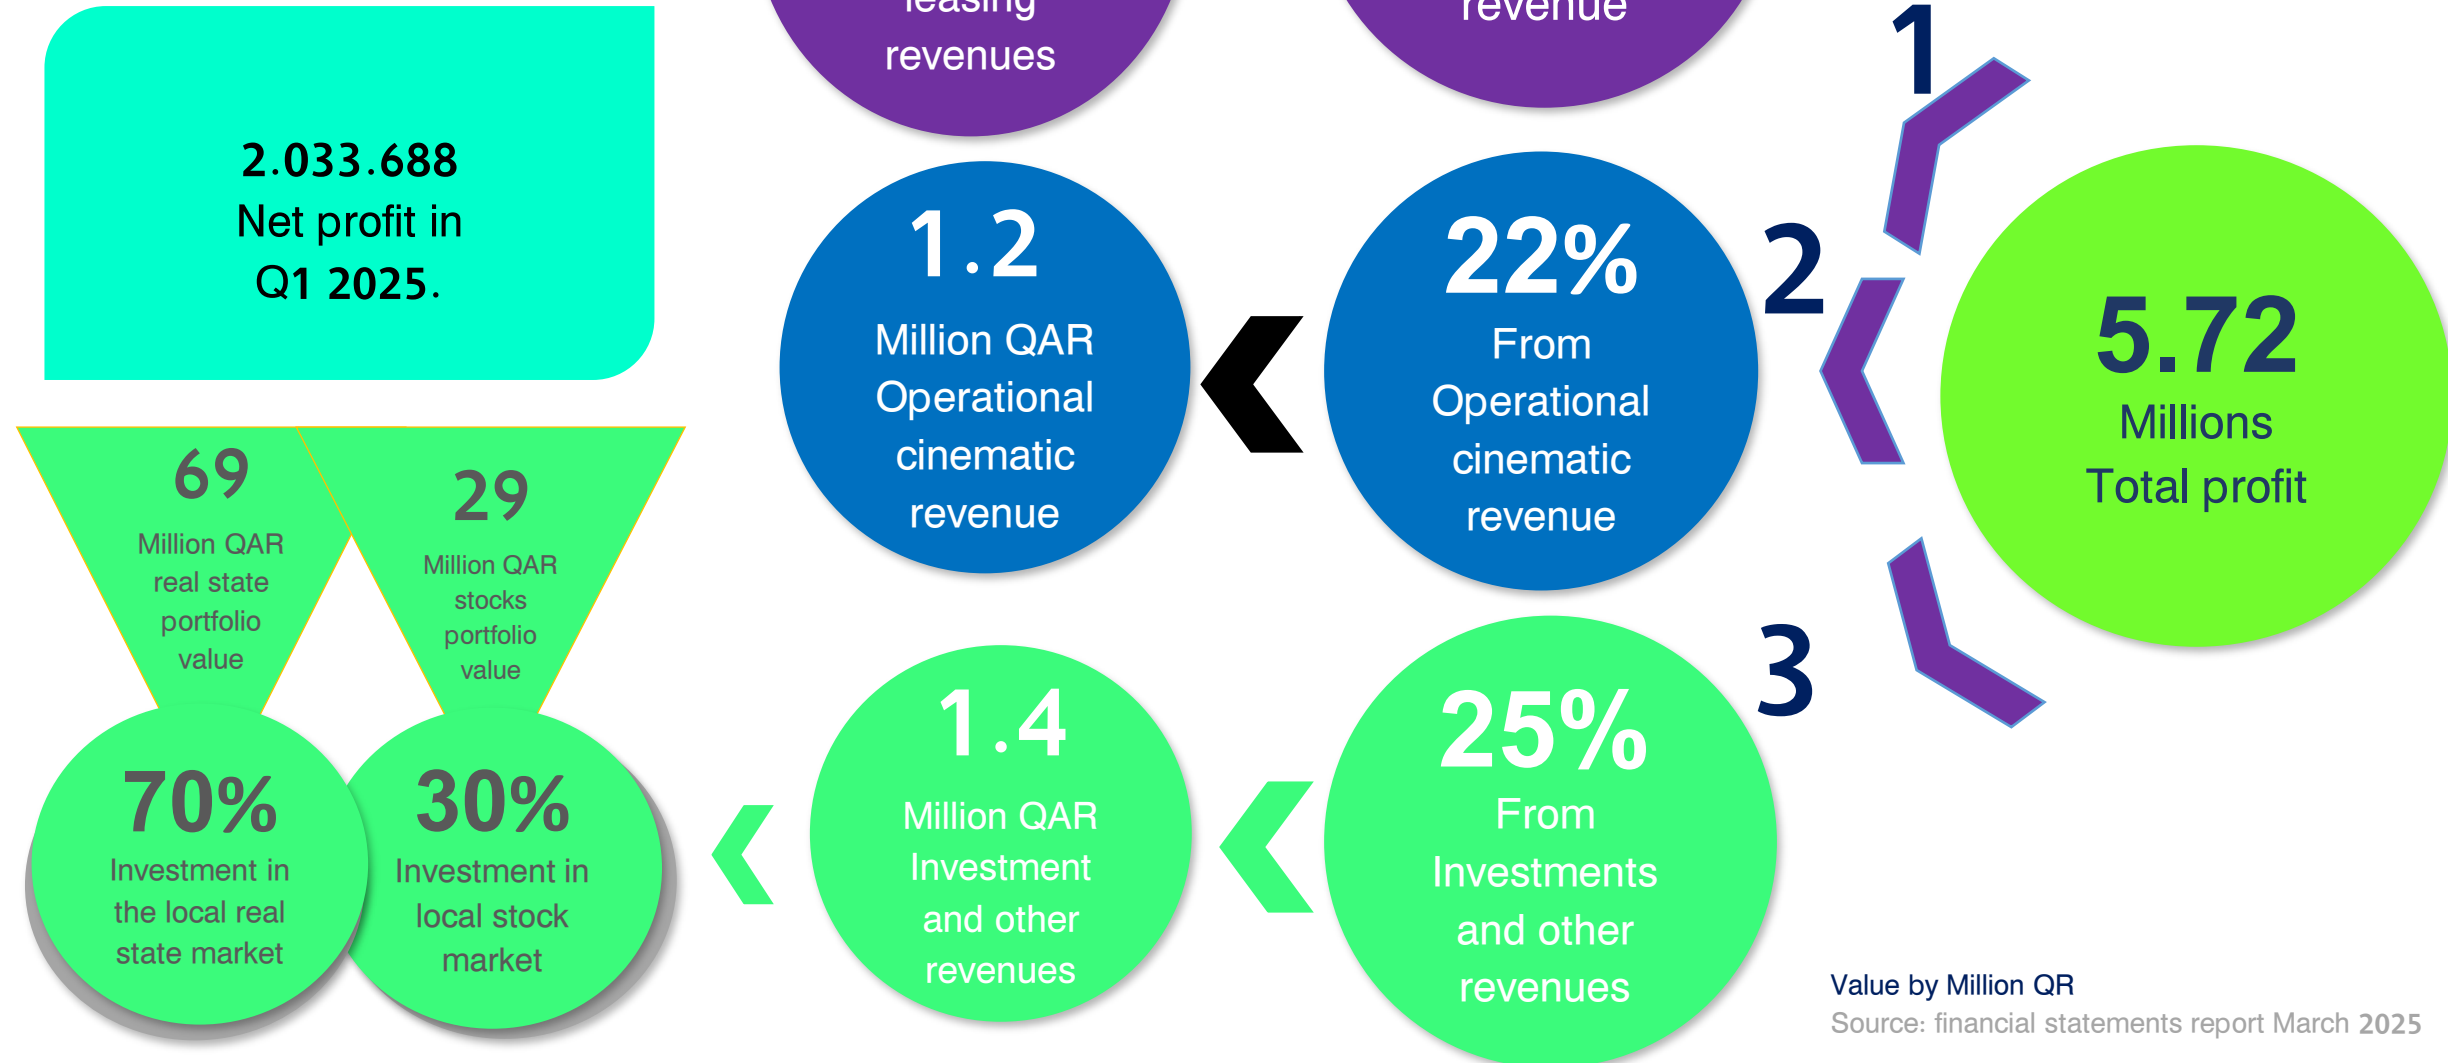 leasing
revenues
revenue
1
2.033.688
Net profit in
Q1 2025.
1.2
Million QAR
Operational
cinematic
revenue
22%
From
Operational
cinematic
revenue
2
5.72
Millions
Total profit
69
Million QAR
real state
portfolio
value
29
Million QAR
stocks
portfolio
value
70%
Investment in
the local real
state market
30%
Investment in
local stock
market
1.4
Million QAR
Investment
and other
revenues
25%
From
Investments
and other
revenues
3
Value by Million QR
Source: financial statements report March 2025